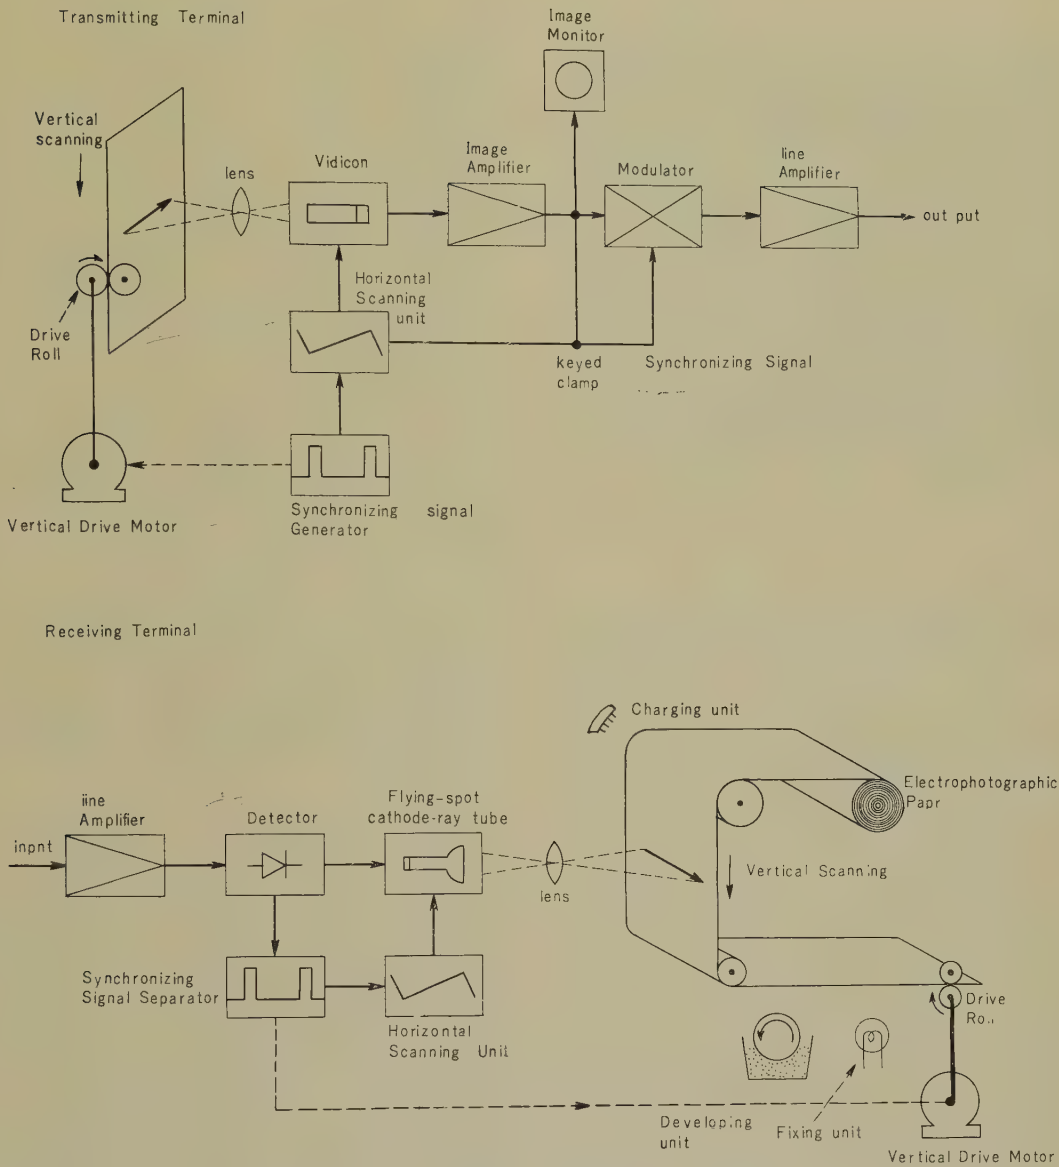 Transmitting Terminal
Image
Monitor
Vertical
scanning
lens
Vidicon
Image
Amplifier
Modulator
line
Amplifier
out put
Horizontal
Scanning
unit
Drive
Roll
keyed
clamp
Synchronizing Signal
Vertical Drive Motor
Synchronizing signal
Generator
Receiving Terminal
Charging unit
Electrophotographic
Papr
line
Amplifier
Detector
Flying-spot
cathode-ray tube
inpnt
lens
Vertical Scanning
Synchronizing
Signal Separator
Horizontal
Scanning Unit
Drive
Roll
Developing
unit
Fixing unit
Vertical Drive Motor